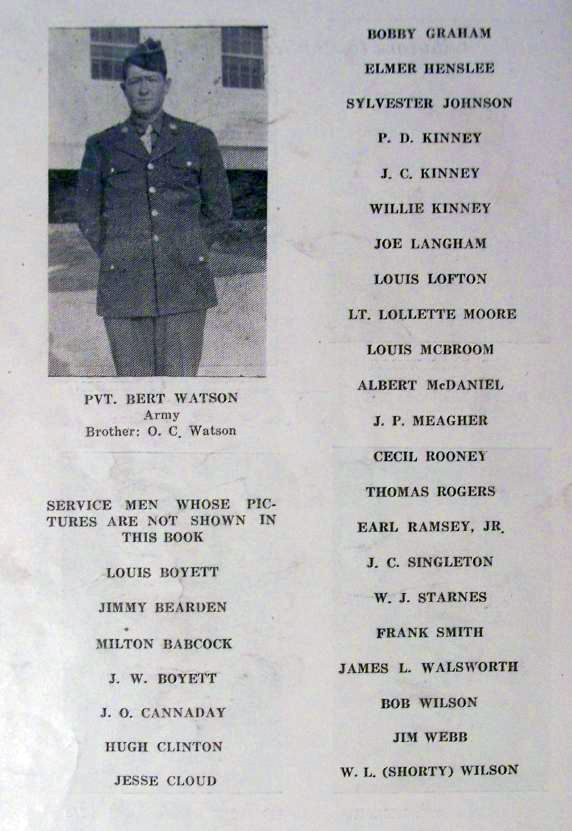 PVT. BERT WATSON
Army
Brother: O. C. Watson
SERVICE MEN WHOSE PIC-
TURES ARE NOT SHOWN IN
THIS BOOK
LOUIS BOYETT
JIMMY BEARDEN
MILTON BABCOCK
J. W. BOYETT
J. O. CANNADAY
HUGH CLINTON
JESSE CLOUD
BOBBY GRAHAM
ELMER HENSLEE
SYLVESTER JOHNSON
P. D. KINNEY
J. C. KINNEY
WILLIE KINNEY
JOE LANGHAM
LOUIS LOFTON
LT. LOLLETTE MOORE
LOUIS MCBROOM
ALBERT McDANIEL
J. P. MEAGHER
CECIL ROONEY
THOMAS ROGERS
EARL RAMSEY, JR.
J. C. SINGLETON
W. J. STARNES
FRANK SMITH
JAMES L. WALSWORTH
BOB WILSON
JIM WEBB
W. L. (SHORTY) WILSON